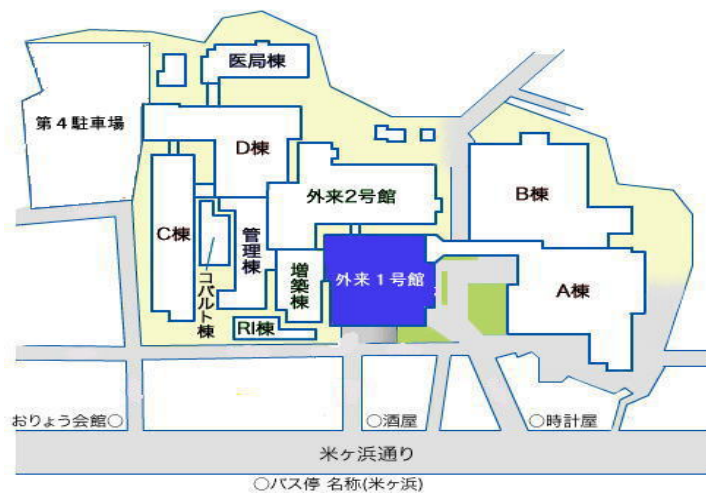 医局棟
第４駐車場
D棟
外来２号館
B棟
C棟
管理棟
コバルト棟
増築棟
外来１号館
A棟
RI棟
おりょう会館○
○酒屋
○時計屋
米ヶ浜通り
○バス停 名称(米ヶ浜)